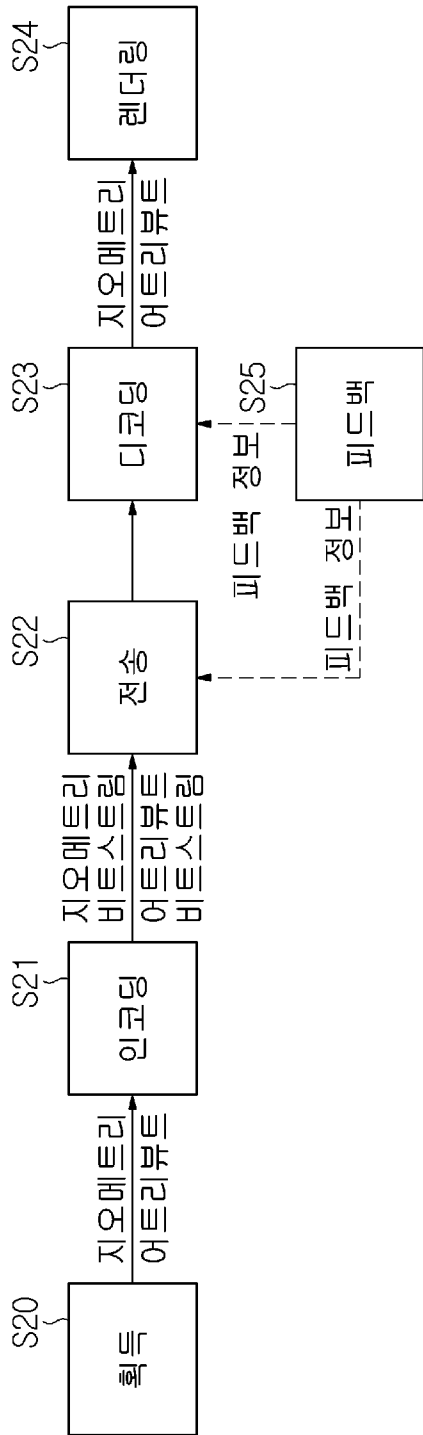 S20
획득
지오메트리
어트리뷰트
S21
인코딩
지오메트리
비트스트림
어트리뷰트
비트스트림
S22
전송
S23
디코딩
지오메트리
어트리뷰트
S24
렌더링
피드백 정보
피드백 정보
S25
피드백